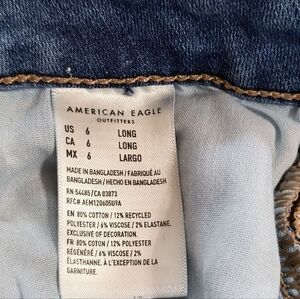 AMERICAN EAGLE
OUTFITTERS
US 6 LONG
CA 6 LONG
MX 6 LARGO
MADE IN BANGLADESH / FABRIQUÉ AU
BANGLADESH / HECHO EN BANGLADESH
RN 54485/CA 03873
RFC# AEM120605U9A
EN 80% COTTON / 12% RECYCLED
POLYESTER / 6% VISCOSE / 2% ELASTANE.
EXCLUSIVE OF DECORATION.
FR 80% COTON / 12% POLYESTER
RÉGÉNÉRÉ / 6% VISCOSE / 2%
ÉLASTHANNE. À L'EXCEPTION DE LA
GARNITURE.